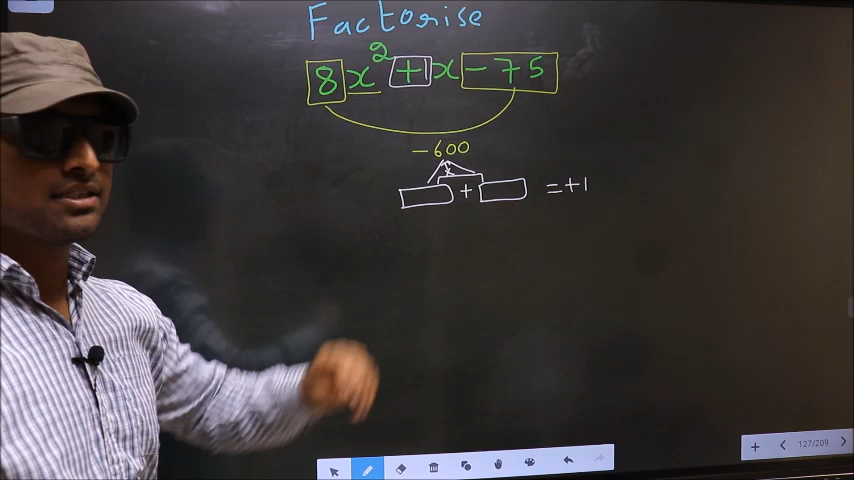 Factorise
8x² +1x -75
-600
x
+ = +1
127/209